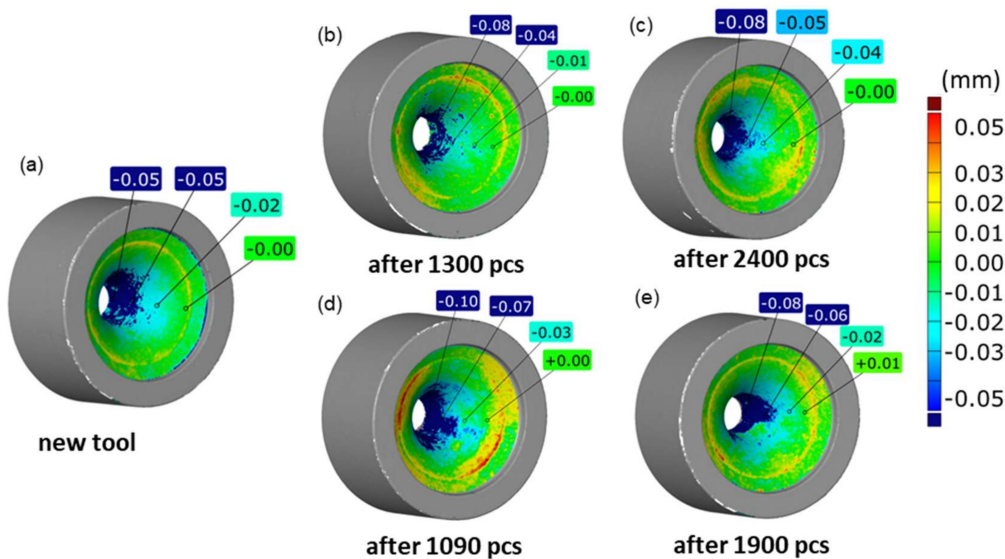 (a)
-0.05
-0.05
-0.02
-0.00
new tool
(b)
-0.08
-0.04
-0.01
-0.00
after 1300 pcs
(c)
-0.08
-0.05
-0.04
-0.00
after 2400 pcs
(d)
-0.10
-0.07
-0.03
+0.00
after 1090 pcs
(e)
-0.08
-0.06
-0.02
+0.01
after 1900 pcs
(mm)
0.05
0.03
0.02
0.01
0.00
-0.01
-0.02
-0.03
-0.05